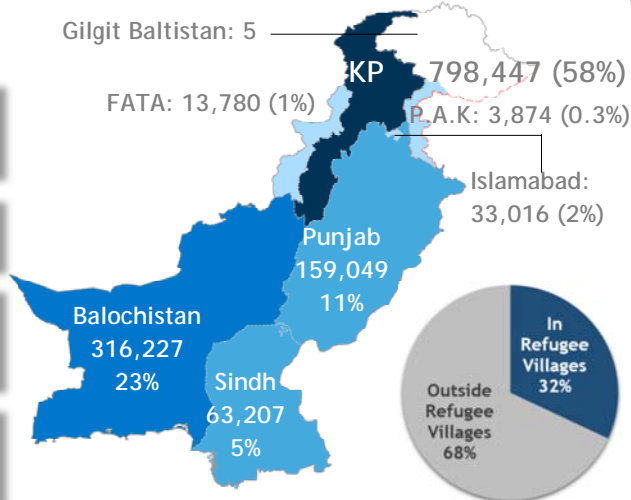 Gilgit Baltistan: 5
KP 798,447 (58%)
FATA: 13,780 (1%)
P.A.K: 3,874 (0.3%)
Islamabad:
33,016 (2%)
Punjab
159,049
11%
Balochistan
316,227
23%
Sindh
63,207
5%
In
Refugee
Villages
32%
Outside
Refugee
Villages
68%